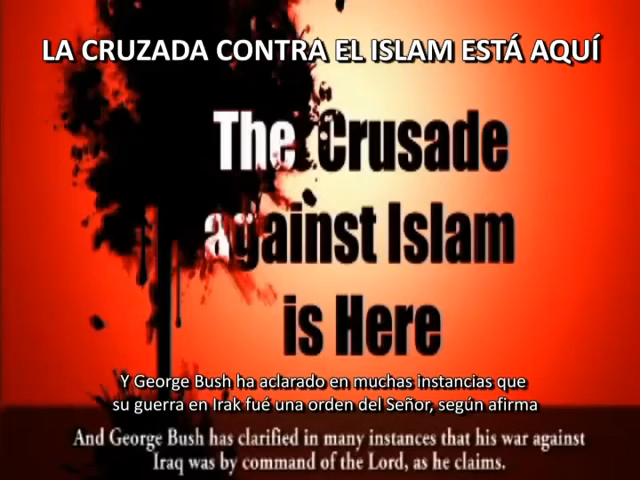 LA CRUZADA CONTRA EL ISLAM ESTÁ AQUÍ
The Crusade
against Islam
is Here
Y George Bush ha aclarado en muchas instancias que
su guerra en Irak fué una orden del Señor, según afirma
And George Bush has clarified in many instances that his war against
Iraq was by command of the Lord, as he claims.